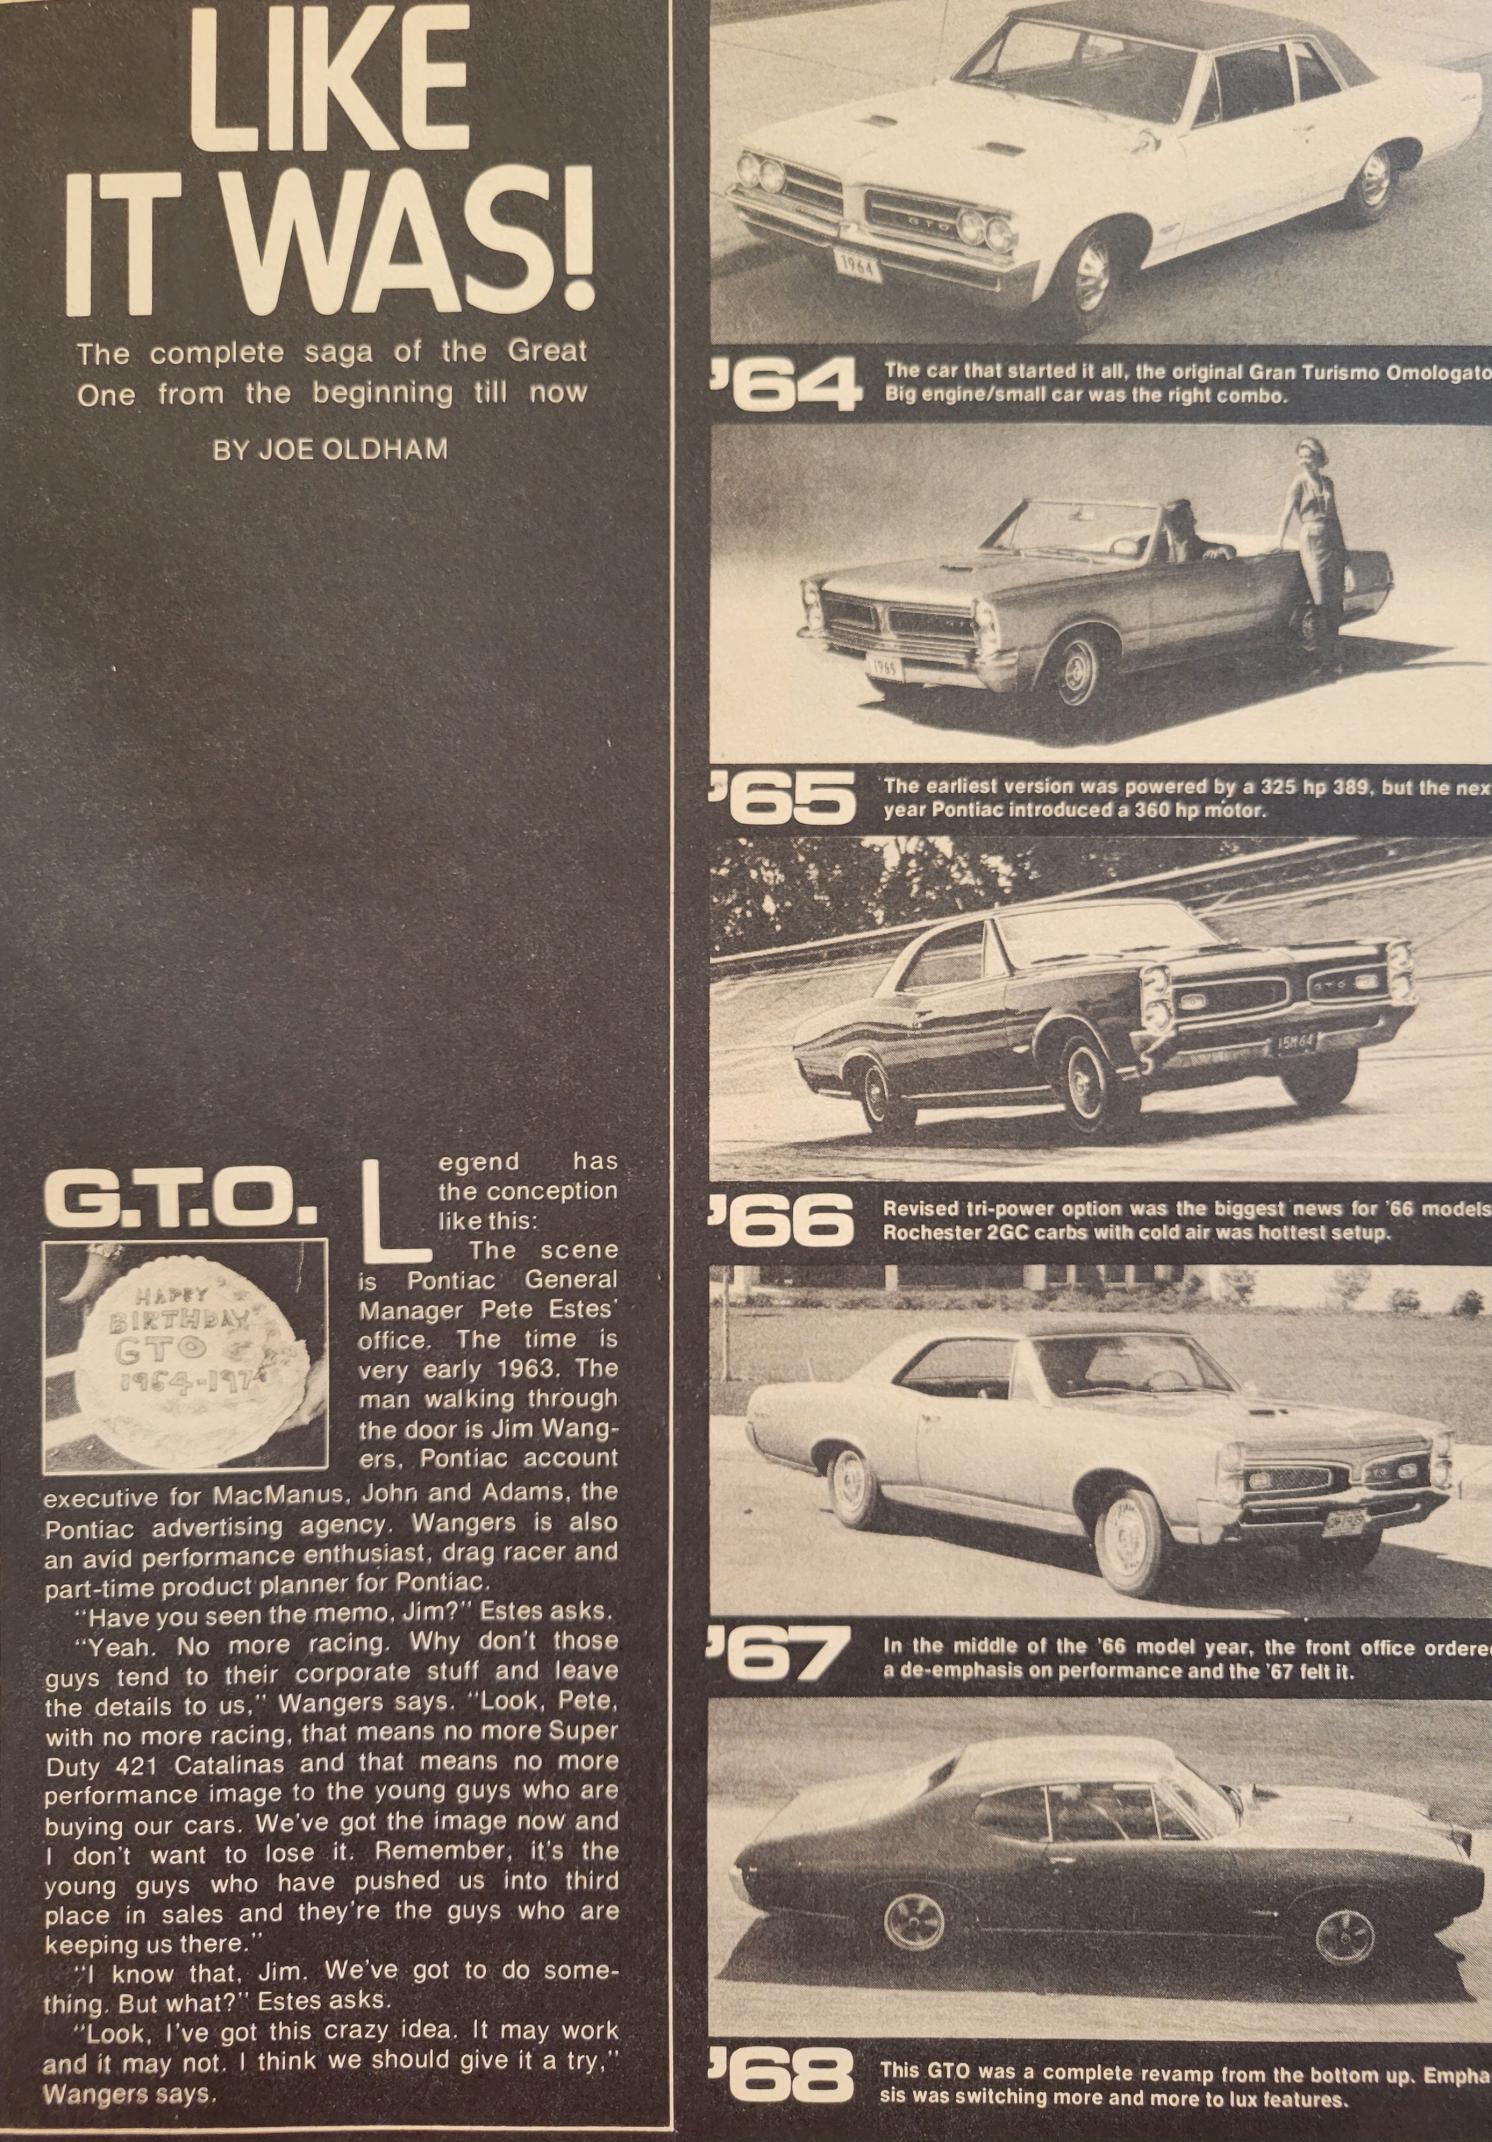 LIKE
IT WAS!
The complete saga of the Great
One from the beginning till now
BY JOE OLDHAM
G.T.O.
HAPPY
BIRTHDAY
GTO
1964-1974
Legend has
the conception
like this:
The scene
is Pontiac General
Manager Pete Estes'
office. The time is
very early 1963. The
man walking through
the door is Jim Wang-
ers, Pontiac account
executive for MacManus, John and Adams, the
Pontiac advertising agency. Wangers is also
an avid performance enthusiast, drag racer and
part-time product planner for Pontiac.
"Have you seen the memo, Jim?" Estes asks.
"Yeah. No more racing. Why don't those
guys tend to their corporate stuff and leave
the details to us," Wangers says. "Look, Pete,
with no more racing, that means no more Super
Duty 421 Catalinas and that means no more
performance image to the young guys who are
buying our cars. We've got the image now and
I don't want to lose it. Remember, it's the
young guys who have pushed us into third
place in sales and they're the guys who are
keeping us there."
"I know that, Jim. We've got to do some-
thing. But what?" Estes asks.
"Look, I've got this crazy idea. It may work
and it may not. I think we should give it a try,"
Wangers says.
GTO
1964
'64
The car that started it all, the original Gran Turismo Omologato
Big engine/small car was the right combo.
1965
'65
The earliest version was powered by a 325 hp 389, but the nex
year Pontiac introduced a 360 hp motor.
GTO
15M64
'66
Revised tri-power option was the biggest news for '66 models
Rochester 2GC carbs with cold air was hottest setup.
GTO
'67
In the middle of the '66 model year, the front office ordered
a de-emphasis on performance and the '67 felt it.
'68
This GTO was a complete revamp from the bottom up. Empha
sis was switching more and more to lux features.